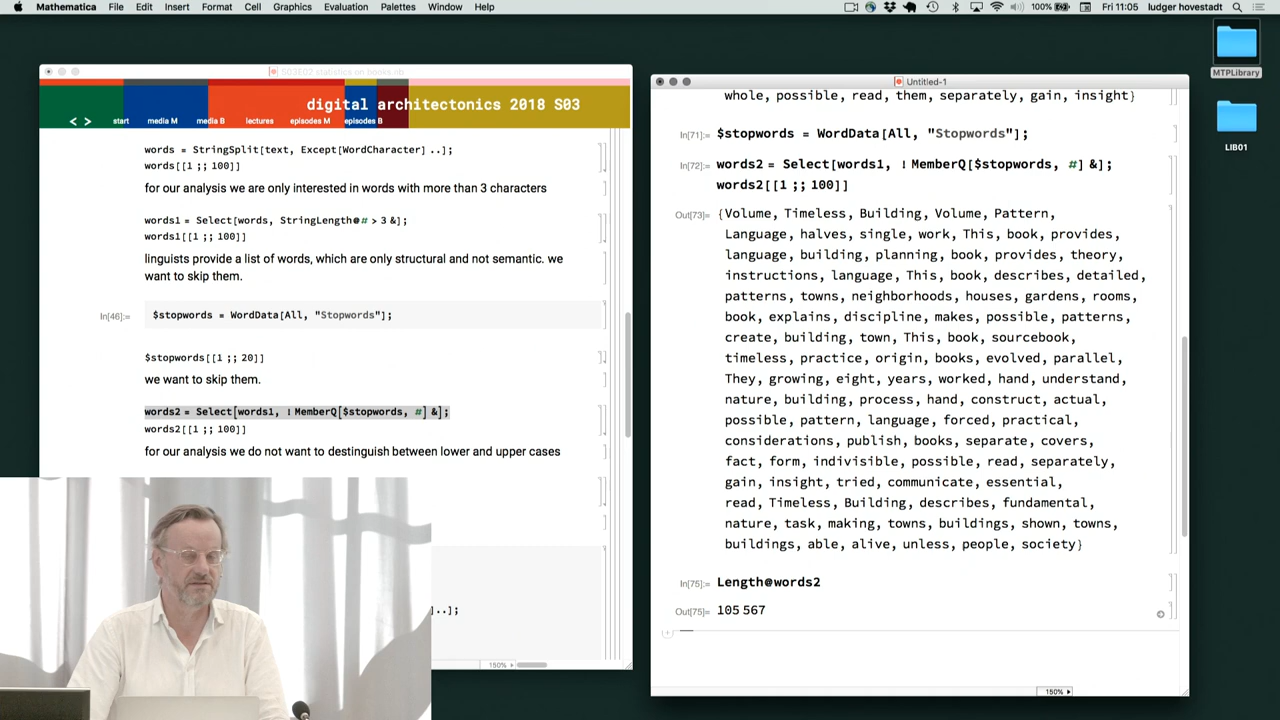 Mathematica File Edit Insert Format Cell Graphics Evaluation Palettes Window Help
100% Fri 11:05 ludger hovestadt
MTPLibrary
LIB01
S03E02 statistics on books.nb
digital architectonics 2018 S03
< > start media M media B lectures episodes M episodes B
words = StringSplit[text, Except[WordCharacter] ..];
words[[1 ;; 100]]
for our analysis we are only interested in words with more than 3 characters
words1 = Select[words, StringLength@# > 3 &];
words1[[1 ;; 100]]
linguists provide a list of words, which are only structural and not semantic. we
want to skip them.
In[46]:= $stopwords = WordData[All, "Stopwords"];
$stopwords[[1 ;; 20]]
we want to skip them.
words2 = Select[words1, ! MemberQ[$stopwords, #] &];
words2[[1 ;; 100]]
for our analysis we do not want to destinguish between lower and upper cases
]..];
150%
Untitled-1
whole, possible, read, them, separately, gain, insight}
In[71]:= $stopwords = WordData[All, "Stopwords"];
In[72]:= words2 = Select[words1, ! MemberQ[$stopwords, #] &];
words2[[1 ;; 100]]
Out[73]= {Volume, Timeless, Building, Volume, Pattern,
Language, halves, single, work, This, book, provides,
language, building, planning, book, provides, theory,
instructions, language, This, book, describes, detailed,
patterns, towns, neighborhoods, houses, gardens, rooms,
book, explains, discipline, makes, possible, patterns,
create, building, town, This, book, sourcebook,
timeless, practice, origin, books, evolved, parallel,
They, growing, eight, years, worked, hand, understand,
nature, building, process, hand, construct, actual,
possible, pattern, language, forced, practical,
considerations, publish, books, separate, covers,
fact, form, indivisible, possible, read, separately,
gain, insight, tried, communicate, essential,
read, Timeless, Building, describes, fundamental,
nature, task, making, towns, buildings, shown, towns,
buildings, able, alive, unless, people, society}
In[75]:= Length@words2
Out[75]= 105 567
150%